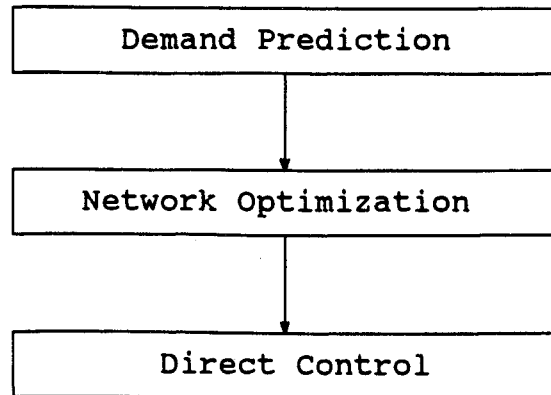 Demand Prediction
Network Optimization
Direct Control